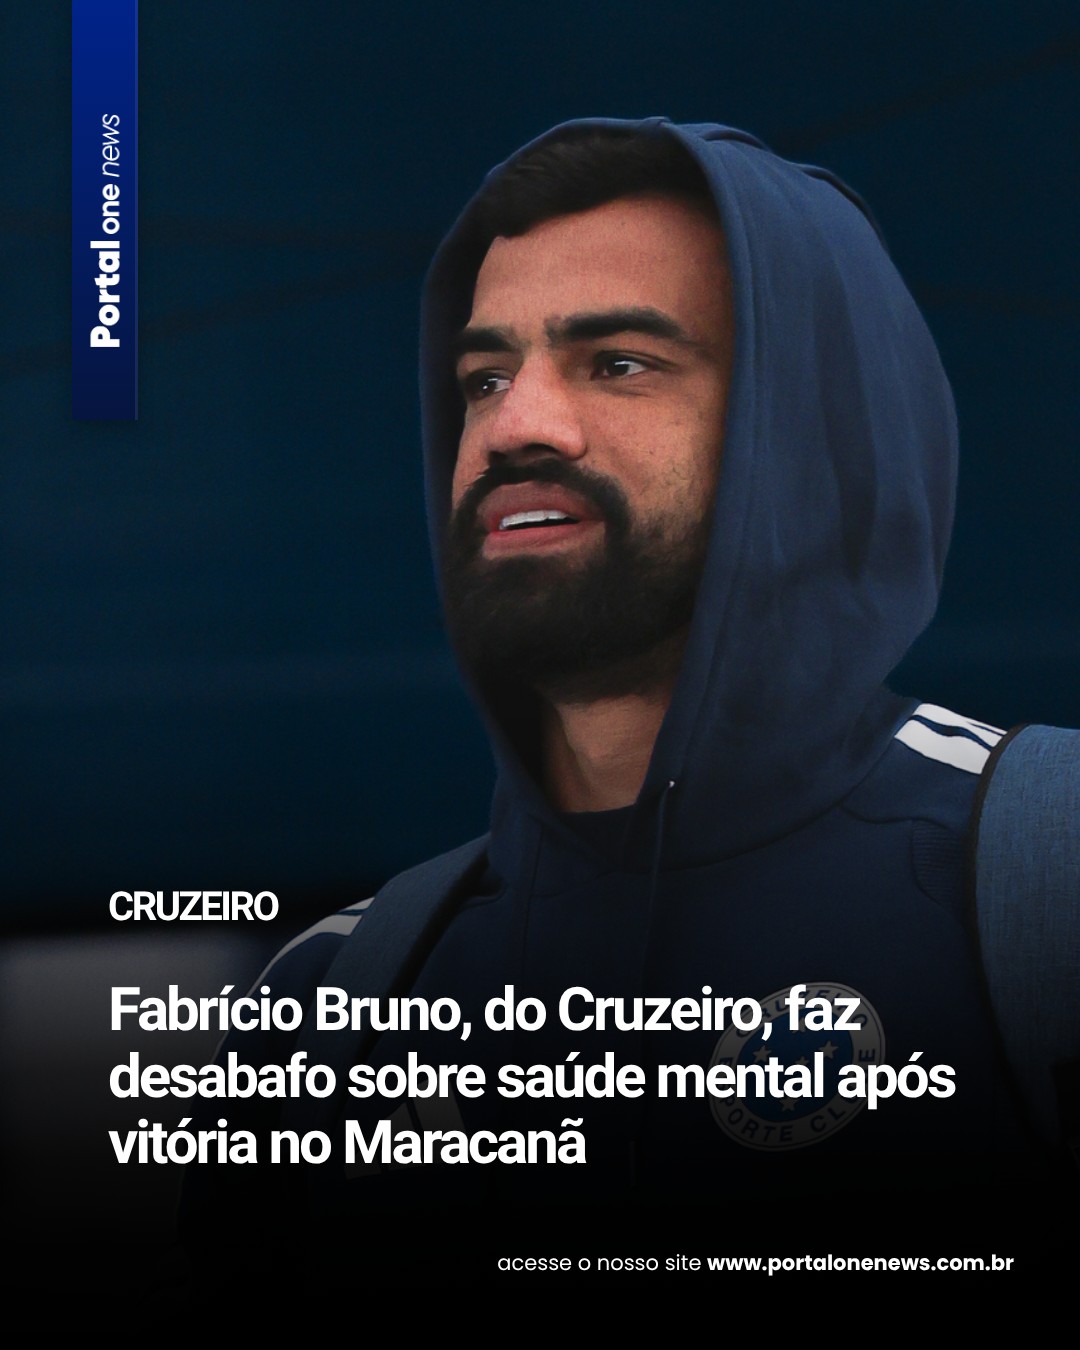 Portal one news
CRUZEIRO
Fabrício Bruno, do Cruzeiro, faz
desabafo sobre saúde mental após
vitória no Maracanã
acesse o nosso site www.portalonenews.com.br